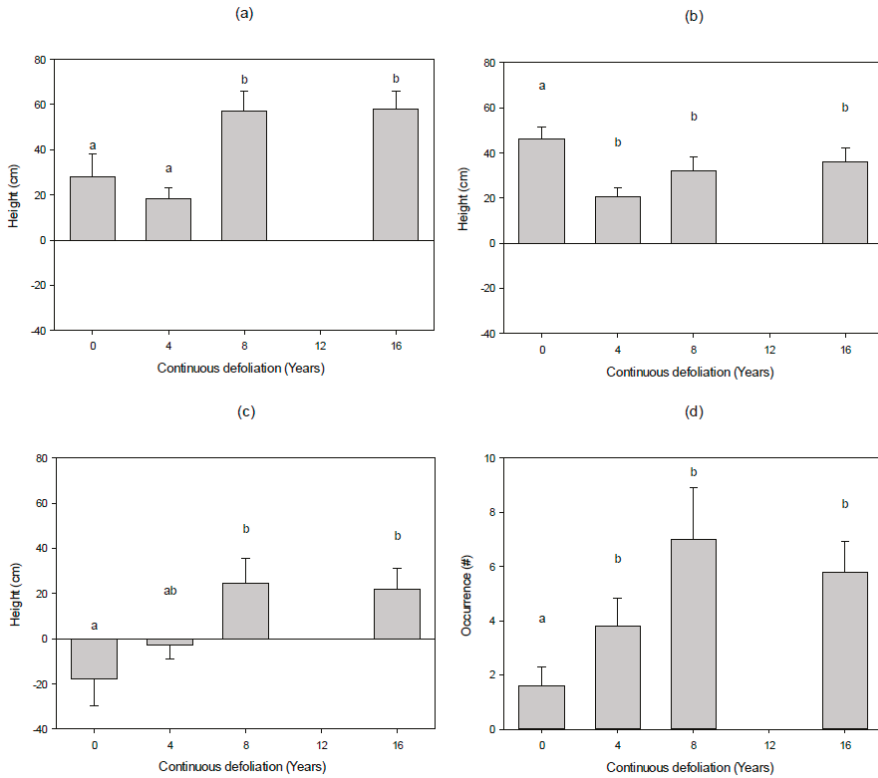 (a)
80
60
40
20
0
-20
-40
Height (cm)
a
a
b
b
0 4 8 12 16
Continuous defoliation (Years)
(b)
80
60
40
20
0
-20
-40
Height (cm)
a
b
b
b
0 4 8 12 16
Continuous defoliation (Years)
(c)
80
60
40
20
0
-20
-40
Height (cm)
a
ab
b
b
0 4 8 12 16
Continuous defoliation (Years)
(d)
10
8
6
4
2
0
Occurrence (#)
a
b
b
b
0 4 8 12 16
Continuous defoliation (Years)